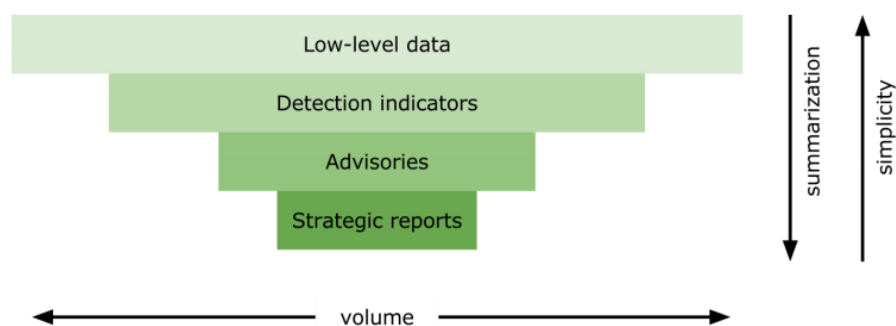 Low-level data
Detection indicators
Advisories
Strategic reports
summarization
simplicity
volume